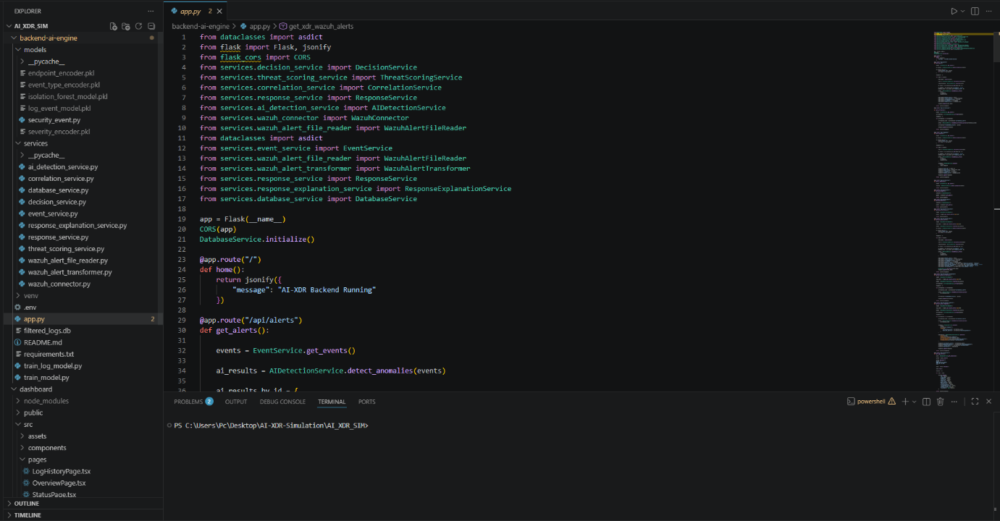 EXPLORER
AI_XDR_SIM
backend-ai-engine
models
__pycache__
endpoint_encoder.pkl
event_type_encoder.pkl
isolation_forest_model.pkl
log_event_model.pkl
security_event.py
severity_encoder.pkl
services
__pycache__
ai_detection_service.py
correlation_service.py
database_service.py
decision_service.py
event_service.py
response_explanation_service.py
response_service.py
threat_scoring_service.py
wazuh_alert_file_reader.py
wazuh_alert_transformer.py
wazuh_connector.py
venv
.env
app.py 2
filtered_logs.db
README.md
requirements.txt
train_log_model.py
train_model.py
dashboard
node_modules
public
src
assets
components
pages
LogHistoryPage.tsx
OverviewPage.tsx
StatusPage.tsx
OUTLINE
TIMELINE
app.py 2
backend-ai-engine > app.py > get_xdr_wazuh_alerts
1 from dataclasses import asdict
2 from flask import Flask, jsonify
3 from flask_cors import CORS
4 from services.decision_service import DecisionService
5 from services.threat_scoring_service import ThreatScoringService
6 from services.correlation_service import CorrelationService
7 from services.response_service import ResponseService
8 from services.ai_detection_service import AIDetectionService
9 from services.wazuh_connector import WazuhConnector
10 from services.wazuh_alert_file_reader import WazuhAlertFileReader
11 from dataclasses import asdict
12 from services.event_service import EventService
13 from services.wazuh_alert_file_reader import WazuhAlertFileReader
14 from services.wazuh_alert_transformer import WazuhAlertTransformer
15 from services.response_service import ResponseService
16 from services.response_explanation_service import ResponseExplanationService
17 from services.database_service import DatabaseService
18
19 app = Flask(__name__)
20 CORS(app)
21 DatabaseService.initialize()
22
23 @app.route("/")
24 def home():
25 return jsonify({
26 "message": "AI-XDR Backend Running"
27 })
28
29 @app.route("/api/alerts")
30 def get_alerts():
31
32 events = EventService.get_events()
33
34 ai_results = AIDetectionService.detect_anomalies(events)
35
36 ai_results_by_id = {
PROBLEMS 2 OUTPUT DEBUG CONSOLE TERMINAL PORTS
powershell
PS C:\Users\Pc\Desktop\AI-XDR-Simulation\AI_XDR_SIM>